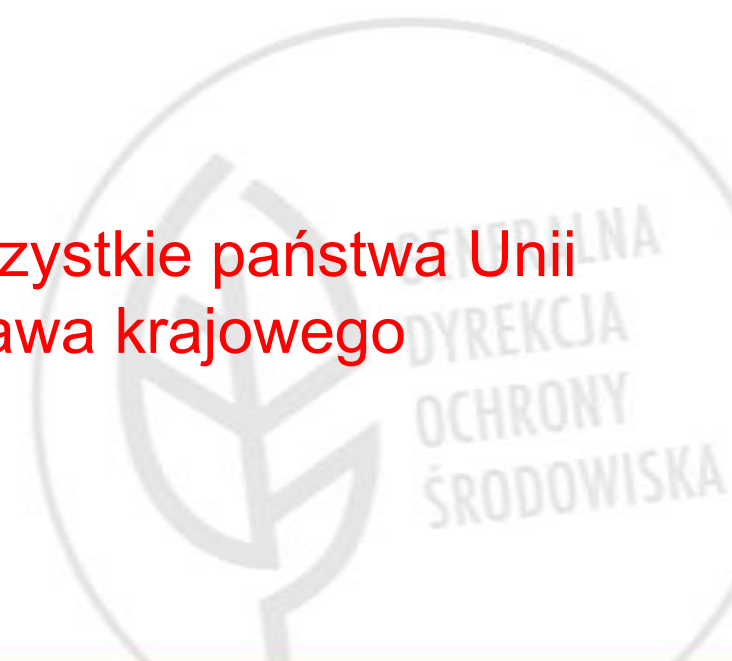 zystkie państwa Unii
awa krajowego
GENERALNA
DYREKCJA
OCHRONY
ŚRODOWISKA